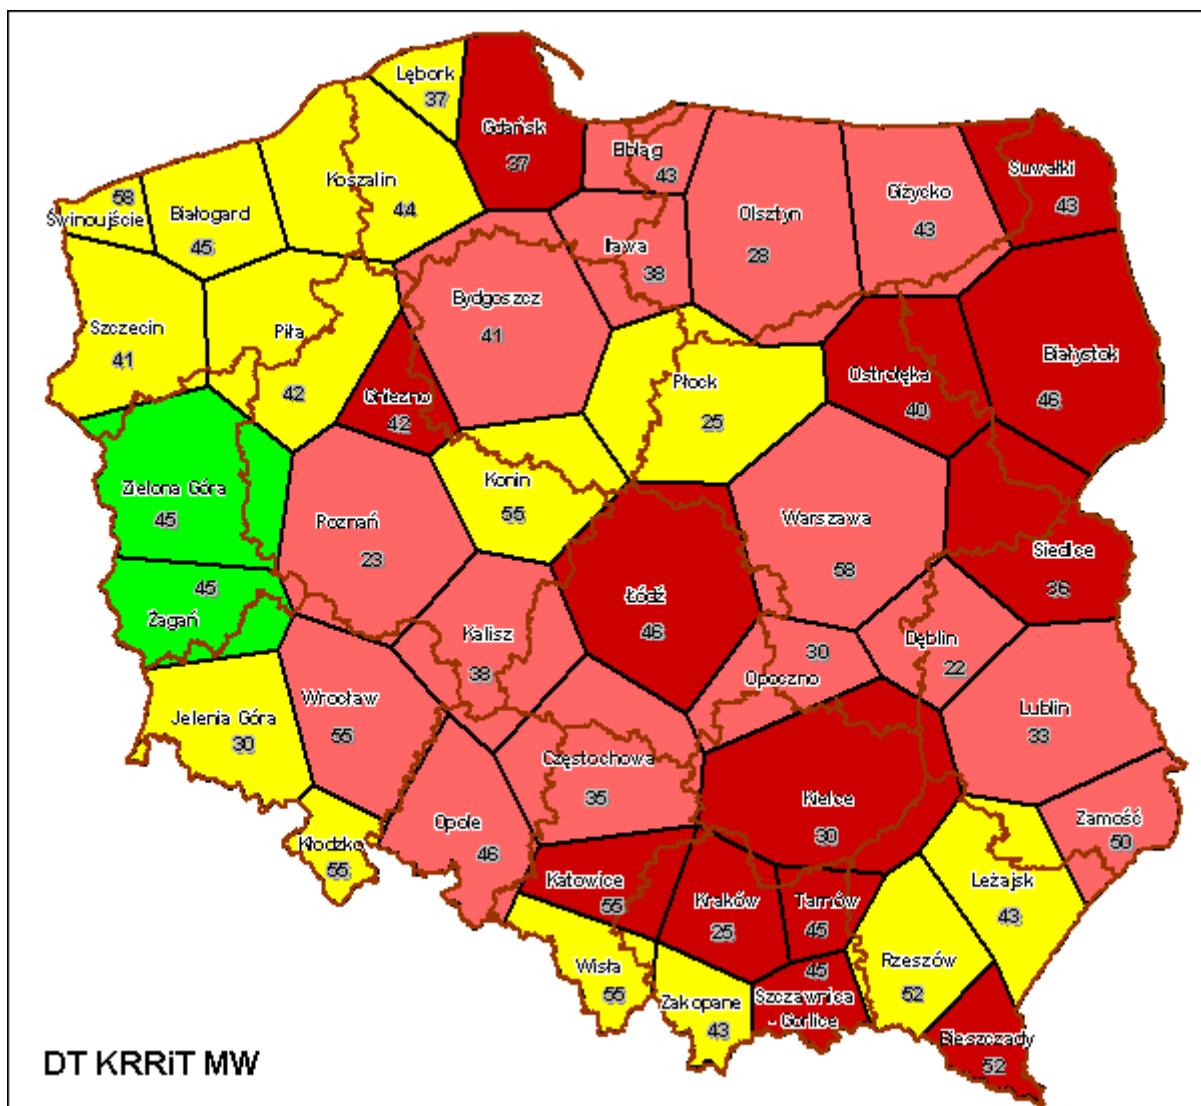 Lębork
37
Gdańsk
37
Elbląg
43
Suwałki
43
Giżycko
43
Olsztyn
28
Koszalin
44
58
Świnoujście
Białogard
45
Iława
38
Bydgoszcz
41
Szczecin
41
Piła
42
Gniezno
42
Płock
25
Ostrołęka
40
Białystok
46
Zielona Góra
45
Konin
55
Poznań
23
Warszawa
58
Siedlce
36
45
Żagań
Łódź
46
Kalisz
38
30
Opoczno
Dęblin
22
Jelenia Góra
30
Wrocław
55
Lublin
33
Częstochowa
35
Kielce
30
Opole
46
Kłodzko
55
Zamość
50
Katowice
55
Kraków
25
Tarnów
45
Leżajsk
43
Wisła
55
Zakopane
43
45
Szczawnica
- Gorlice
Rzeszów
52
Bieszczady
52
DT KRRiT MW